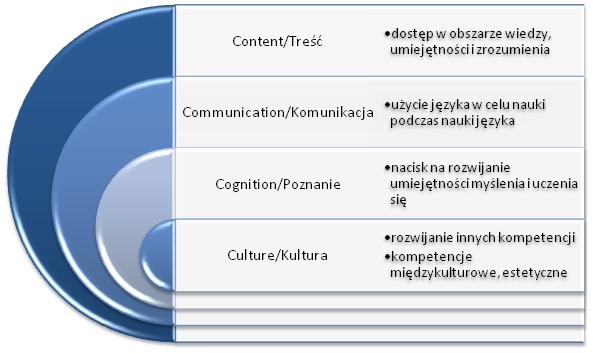 Content/Treść
•dostęp w obszarze wiedzy,
umiejętności i zrozumienia
Communication/Komunikacja
•użycie języka w celu nauki
podczas nauki języka
Cognition/Poznanie
•nacisk na rozwijanie
umiejętności myślenia i uczenia
się
Culture/Kultura
•rozwijanie innych kompetencji
•kompetencje
międzykulturowe, estetyczne